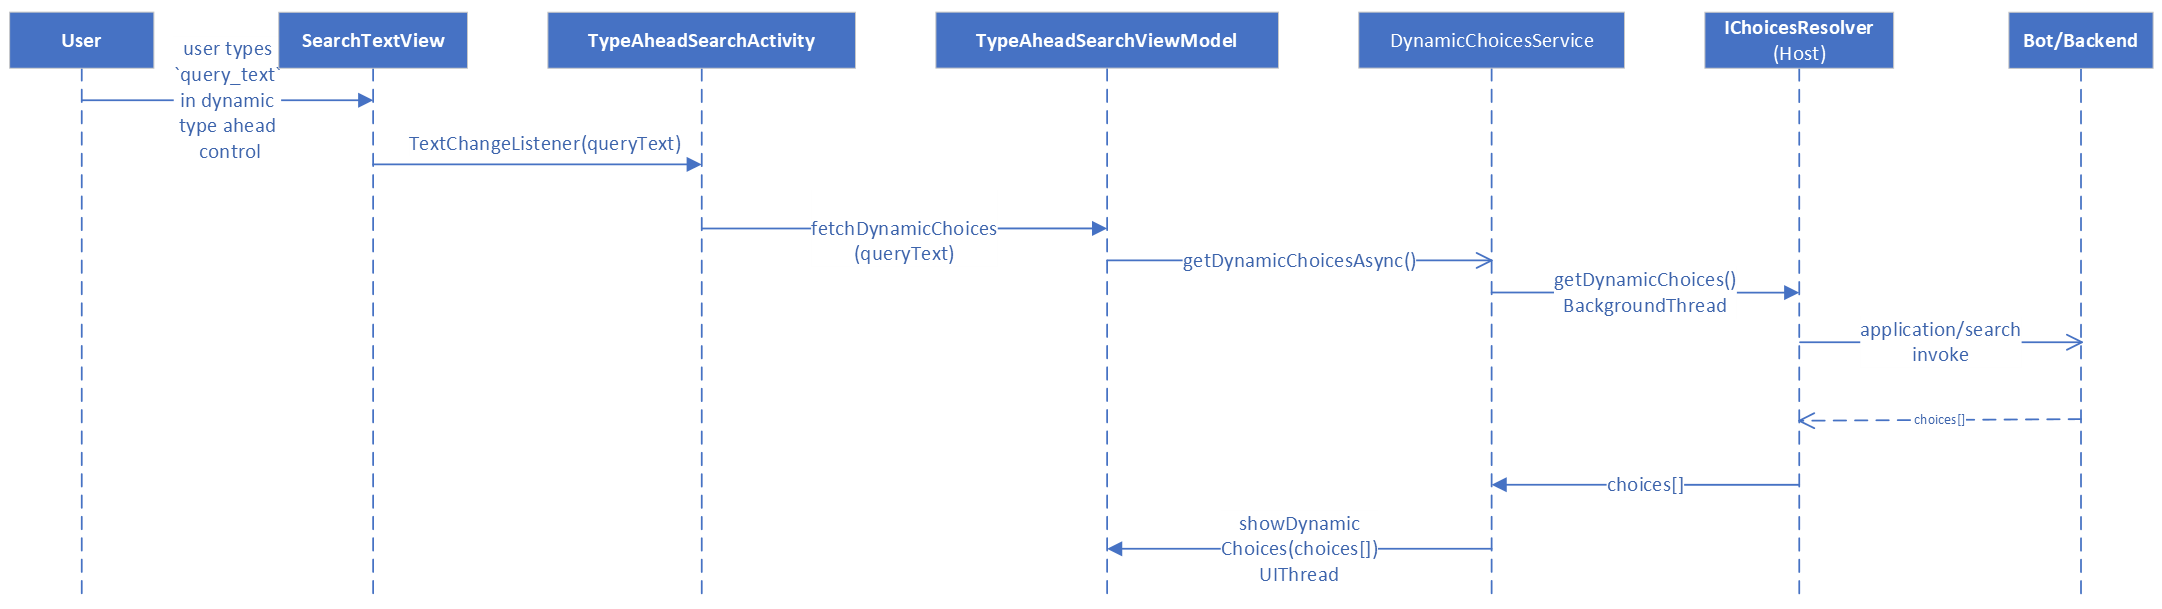 User
SearchTextView
TypeAheadSearchActivity
TypeAheadSearchViewModel
DynamicChoicesService
IChoicesResolver
(Host)
Bot/Backend
user types
`query_text`
in dynamic
type ahead
control
TextChangeListener(queryText)
fetchDynamicChoices
(queryText)
getDynamicChoicesAsync()
getDynamicChoices()
BackgroundThread
application/search
invoke
choices[]
choices[]
showDynamic
Choices(choices[])
UIThread